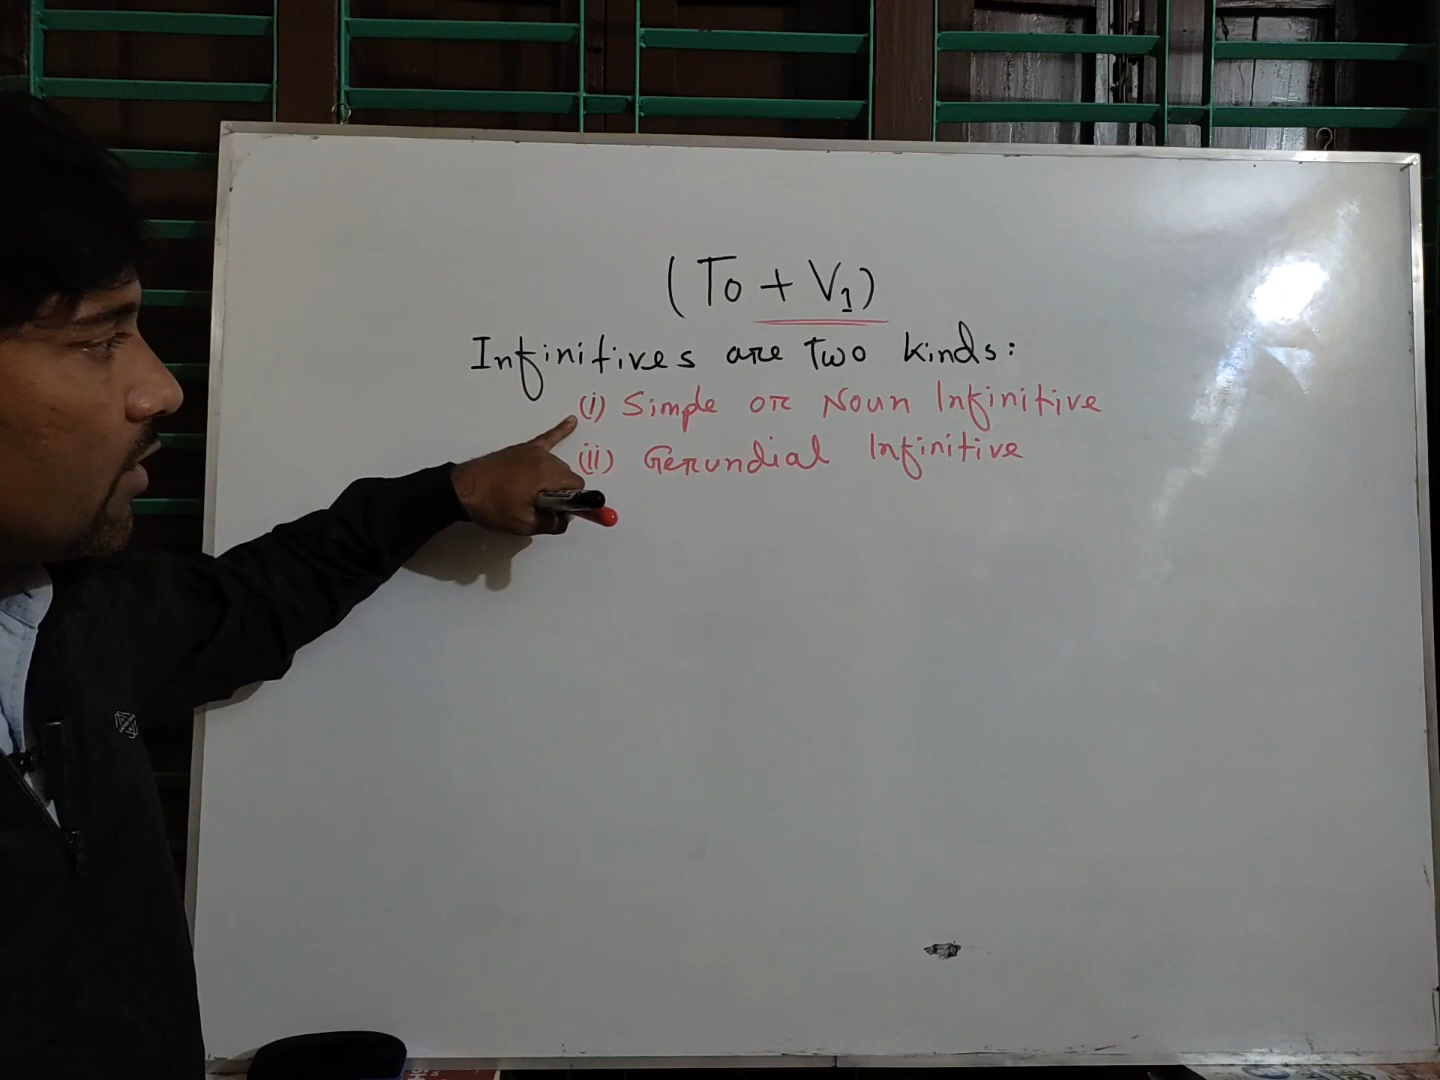 (To + V1)
Infinitives are Two kinds:
(i) Simple or Noun Infinitive
(ii) Gerundial Infinitive